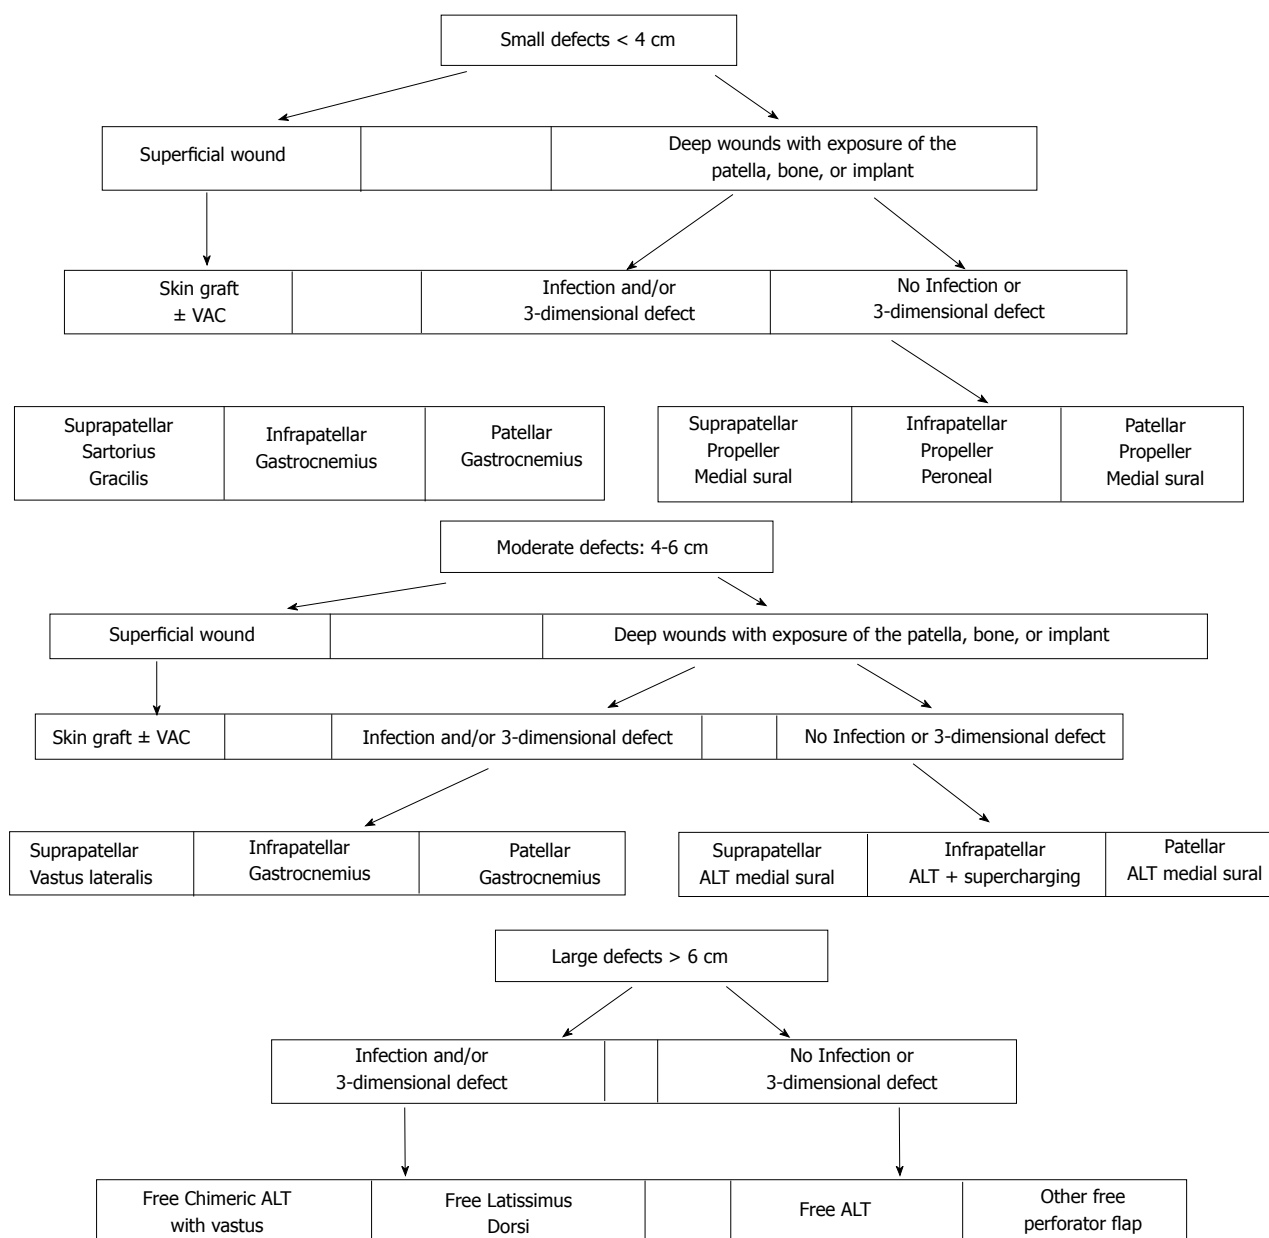 Small defects < 4 cm
Superficial wound
Deep wounds with exposure of the
patella, bone, or implant
Skin graft
± VAC
Infection and/or
3-dimensional defect
No Infection or
3-dimensional defect
Suprapatellar
Sartorius
Gracilis
Infrapatellar
Gastrocnemius
Patellar
Gastrocnemius
Suprapatellar
Propeller
Medial sural
Infrapatellar
Propeller
Peroneal
Patellar
Propeller
Medial sural
Moderate defects: 4-6 cm
Superficial wound
Deep wounds with exposure of the patella, bone, or implant
Skin graft ± VAC
Infection and/or 3-dimensional defect
No Infection or 3-dimensional defect
Suprapatellar
Vastus lateralis
Infrapatellar
Gastrocnemius
Patellar
Gastrocnemius
Suprapatellar
ALT medial sural
Infrapatellar
ALT + supercharging
Patellar
ALT medial sural
Large defects > 6 cm
Infection and/or
3-dimensional defect
No Infection or
3-dimensional defect
Free Chimeric ALT
with vastus
Free Latissimus
Dorsi
Free ALT
Other free
perforator flap